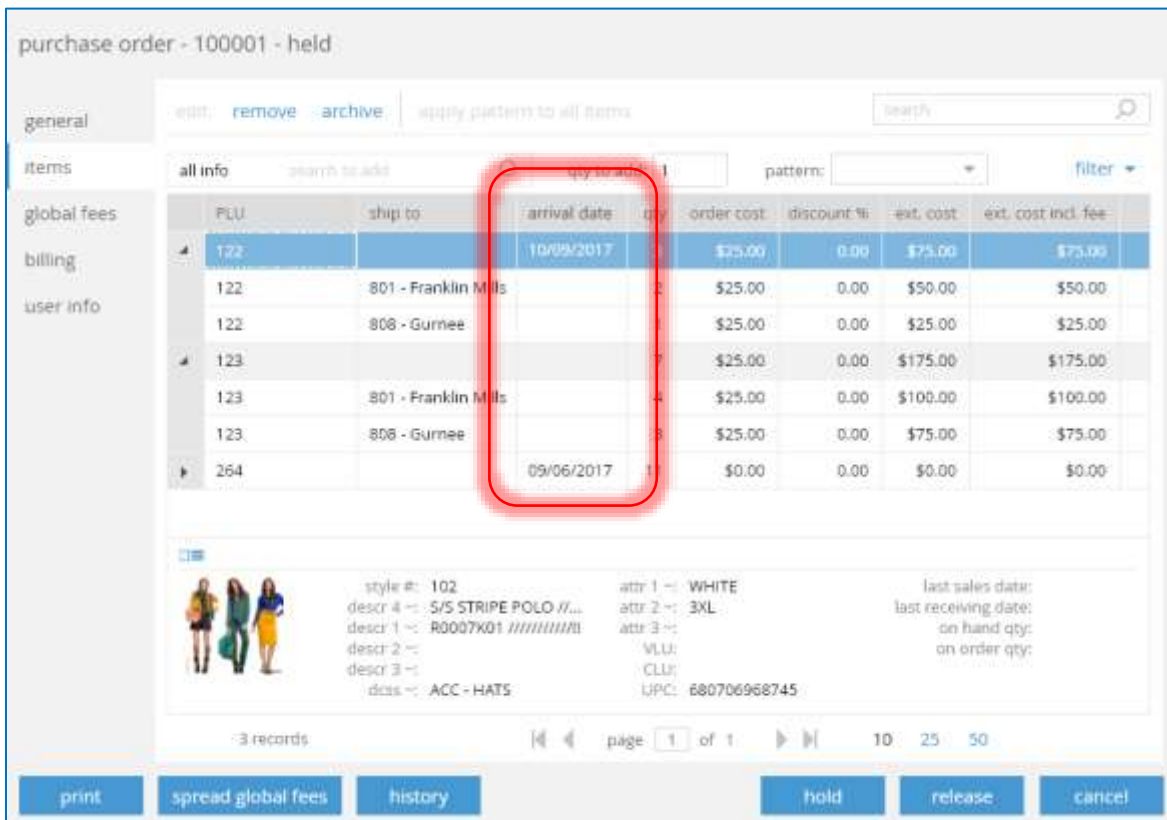 purchase order - 100001 - held
general
items
global fees
billing
user info
edit: remove archive apply pattern to all items search
all info search to add qty to add: 1 pattern: filter
PLU ship to arrival date qty order cost discount % ext. cost ext. cost incl. fee
122 10/09/2017 3 $25.00 0.00 $75.00 $75.00
122 801 - Franklin Mills 2 $25.00 0.00 $50.00 $50.00
122 808 - Gurnee 1 $25.00 0.00 $25.00 $25.00
123 7 $25.00 0.00 $175.00 $175.00
123 801 - Franklin Mills 4 $25.00 0.00 $100.00 $100.00
123 808 - Gurnee 3 $25.00 0.00 $75.00 $75.00
264 09/06/2017 11 $0.00 0.00 $0.00 $0.00
style #: 102 attr 1 ~: WHITE last sales date:
descr 4 ~: S/S STRIPE POLO //... attr 2 ~: 3XL last receiving date:
descr 1 ~: R0007K01 attr 3 ~: on hand qty:
descr 2 ~: VLU: on order qty:
descr 3 ~: CLU:
dcss ~: ACC - HATS UPC: 680706968745
3 records page 1 of 1 10 25 50
print spread global fees history hold release cancel